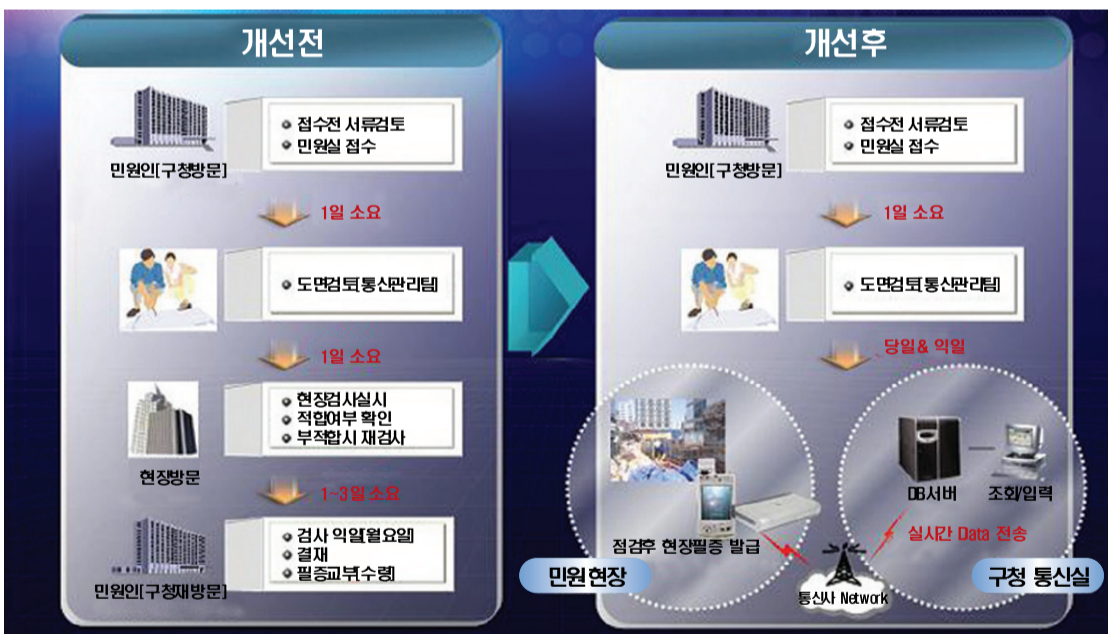 개선전
접수전 서류검토
민원실 접수
민원인[구청방문]
1일 소요
도면검토[통신관리팀]
1일 소요
현장검사실시
적합여부 확인
부적합시 재검사
현장방문
1~3일 소요
검사 익일[월요일]
결재
필증교부[수령]
민원인[구청재방문]
개선후
접수전 서류검토
민원실 접수
민원인[구청방문]
1일 소요
도면검토[통신관리팀]
당일& 익일
점검후 현장필증 발급
민원현장
통신사 Network
DB서버
조회/입력
실시간 Data 전송
구청 통신실